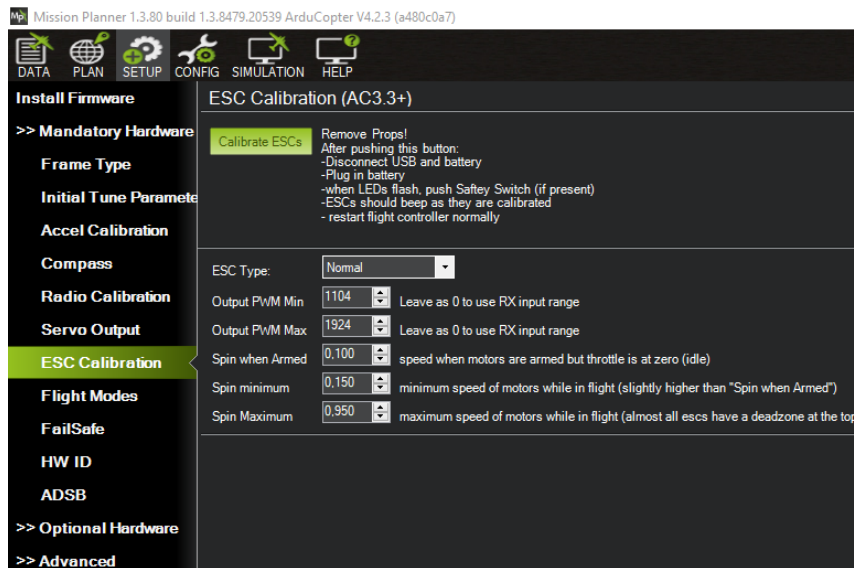 Mission Planner 1.3.80 build 1.3.8479.20539 ArduCopter V4.2.3 (a480c0a7)
DATA PLAN SETUP CONFIG SIMULATION HELP
Install Firmware
>> Mandatory Hardware
Frame Type
Initial Tune Paramete
Accel Calibration
Compass
Radio Calibration
Servo Output
ESC Calibration
Flight Modes
FailSafe
HW ID
ADSB
>> Optional Hardware
>> Advanced
ESC Calibration (AC3.3+)
Calibrate ESCs
Remove Props!
After pushing this button:
-Disconnect USB and battery
-Plug in battery
-when LEDs flash, push Saftey Switch (if present)
-ESCs should beep as they are calibrated
- restart flight controller normally
ESC Type: Normal
Output PWM Min 1104 Leave as 0 to use RX input range
Output PWM Max 1924 Leave as 0 to use RX input range
Spin when Armed 0,100 speed when motors are armed but throttle is at zero (idle)
Spin minimum 0,150 minimum speed of motors while in flight (slightly higher than "Spin when Armed")
Spin Maximum 0,950 maximum speed of motors while in flight (almost all escs have a deadzone at the top